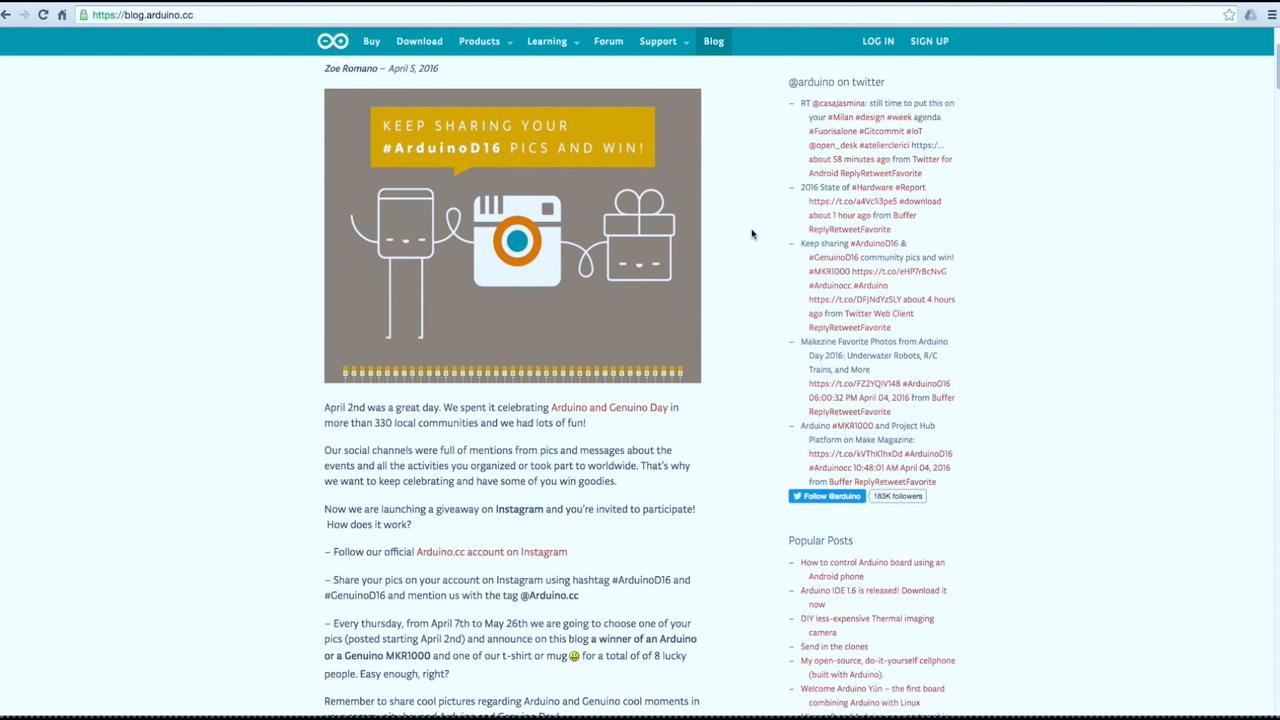 https://blog.arduino.cc
Buy Download Products Learning Forum Support Blog LOG IN SIGN UP
Zoe Romano – April 5, 2016
KEEP SHARING YOUR
#ArduinoD16 PICS AND WIN!
April 2nd was a great day. We spent it celebrating Arduino and Genuino Day in
more than 330 local communities and we had lots of fun!
Our social channels were full of mentions from pics and messages about the
events and all the activities you organized or took part to worldwide. That's why
we want to keep celebrating and have some of you win goodies.
Now we are launching a giveaway on Instagram and you're invited to participate!
How does it work?
– Follow our official Arduino.cc account on Instagram
– Share your pics on your account on Instagram using hashtag #ArduinoD16 and
#GenuinoD16 and mention us with the tag @Arduino.cc
– Every thursday, from April 7th to May 26th we are going to choose one of your
pics (posted starting April 2nd) and announce on this blog a winner of an Arduino
or a Genuino MKR1000 and one of our t-shirt or mug for a total of of 8 lucky
people. Easy enough, right?
Remember to share cool pictures regarding Arduino and Genuino cool moments in
@arduino on twitter
– RT @casajasmina: still time to put this on
your #Milan #design #week agenda
#Fuorisalone #Gitcommit #IoT
@open_desk #atelierclerici https:/...
about 58 minutes ago from Twitter for
Android ReplyRetweetFavorite
– 2016 State of #Hardware #Report
https://t.co/a4Vc1i3pe5 #download
about 1 hour ago from Buffer
ReplyRetweetFavorite
– Keep sharing #ArduinoD16 &
#GenuinoD16 community pics and win!
#MKR1000 https://t.co/eHP7rBcNvG
#Arduinocc #Arduino
https://t.co/DFJNdYzSLY about 4 hours
ago from Twitter Web Client
ReplyRetweetFavorite
– Makezine Favorite Photos from Arduino
Day 2016: Underwater Robots, R/C
Trains, and More
https://t.co/FZ2YQlV148 #ArduinoD16
06:00:32 PM April 04, 2016 from Buffer
ReplyRetweetFavorite
– Arduino #MKR1000 and Project Hub
Platform on Make Magazine:
https://t.co/kVThK1hxDd #ArduinoD16
#Arduinocc 10:48:01 AM April 04, 2016
from Buffer ReplyRetweetFavorite
Follow @arduino 183K followers
Popular Posts
– How to control Arduino board using an
Android phone
– Arduino IDE 1.6 is released! Download it
now
– DIY less-expensive Thermal imaging
camera
– Send in the clones
– My open-source, do-it-yourself cellphone
(built with Arduino).
– Welcome Arduino Yún – the first board
combining Arduino with Linux